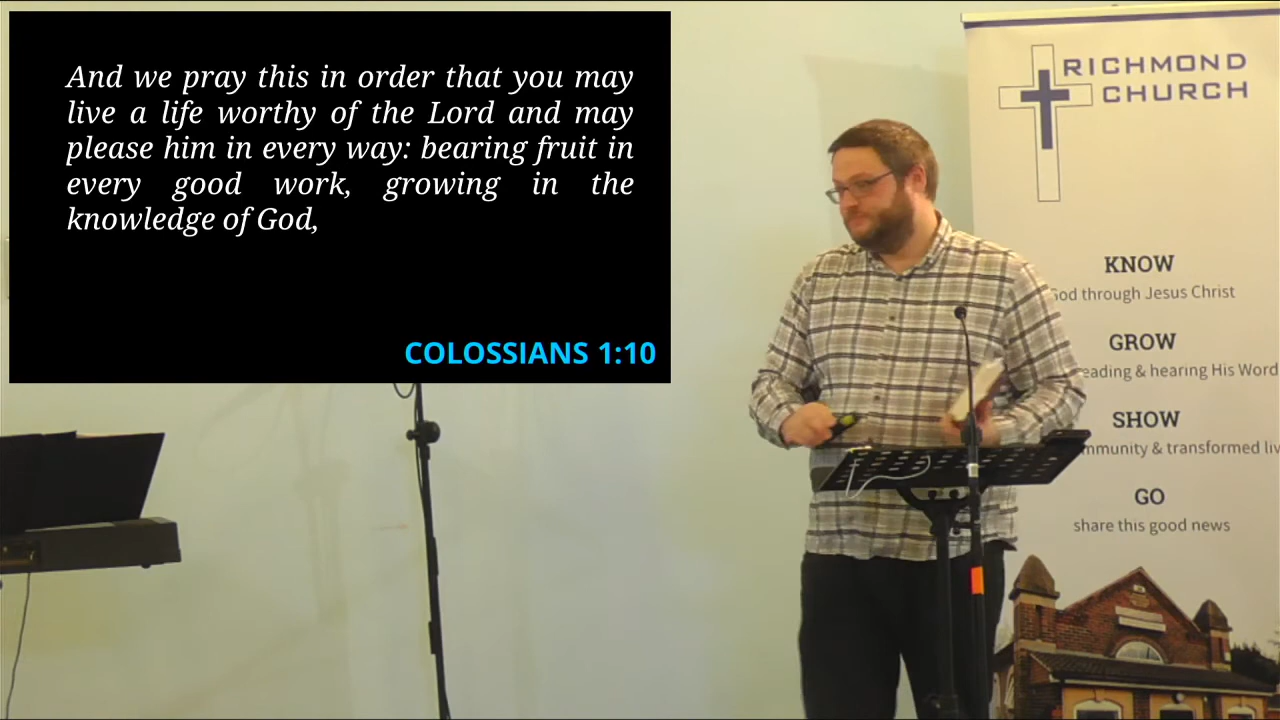 And we pray this in order that you may
live a life worthy of the Lord and may
please him in every way: bearing fruit in
every good work, growing in the
knowledge of God,
COLOSSIANS 1:10
RICHMOND
CHURCH
KNOW
God through Jesus Christ
GROW
& hearing His Word
SHOW
& transformed
GO
share this good news